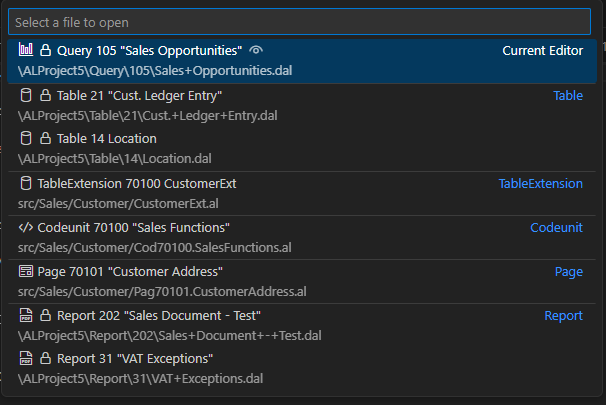 Select a file to open
Query 105 "Sales Opportunities" Current Editor
\ALProject5\Query\105\Sales+Opportunities.dal
Table 21 "Cust. Ledger Entry" Table
\ALProject5\Table\21\Cust.+Ledger+Entry.dal
Table 14 Location
\ALProject5\Table\14\Location.dal
TableExtension 70100 CustomerExt TableExtension
src/Sales/Customer/CustomerExt.al
Codeunit 70100 "Sales Functions" Codeunit
src/Sales/Customer/Cod70100.SalesFunctions.al
Page 70101 "Customer Address" Page
src/Sales/Customer/Pag70101.CustomerAddress.al
Report 202 "Sales Document - Test" Report
\ALProject5\Report\202\Sales+Document+-+Test.dal
Report 31 "VAT Exceptions"
\ALProject5\Report\31\VAT+Exceptions.dal